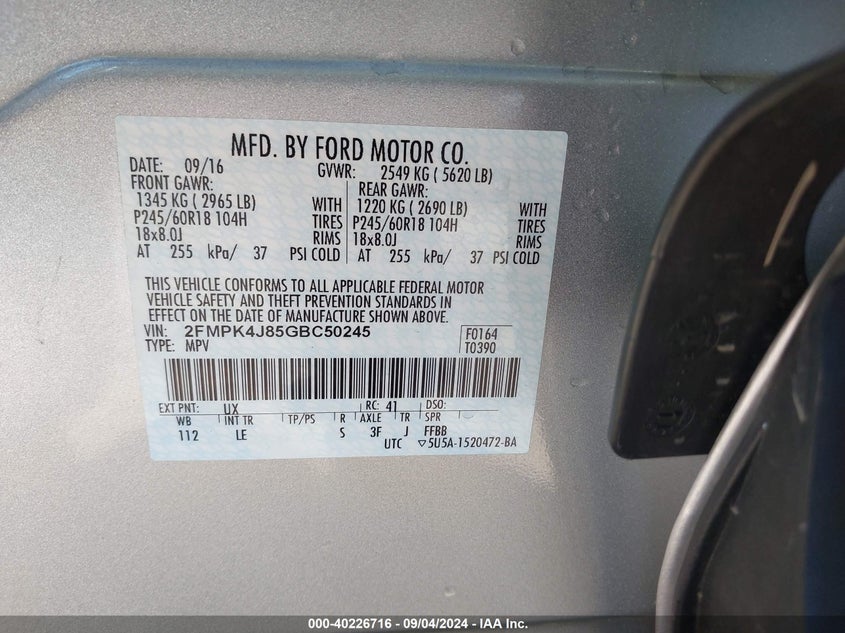 MFD. BY FORD MOTOR CO.
DATE: 09/16 GVWR: 2549 KG ( 5620 LB)
FRONT GAWR: REAR GAWR:
1345 KG ( 2965 LB) WITH 1220 KG ( 2690 LB) WITH
P245/60R18 104H TIRES P245/60R18 104H TIRES
18x8.0J RIMS 18x8.0J RIMS
AT 255 kPa/ 37 PSI COLD AT 255 kPa/ 37 PSI COLD
THIS VEHICLE CONFORMS TO ALL APPLICABLE FEDERAL MOTOR
VEHICLE SAFETY AND THEFT PREVENTION STANDARDS IN
EFFECT ON THE DATE OF MANUFACTURE SHOWN ABOVE.
VIN: 2FMPK4J85GBC50245 F0164
TYPE: MPV T0390
EXT PNT: UX RC: 41 DSO:
WB INT TR TP/PS R AXLE TR SPR
112 LE S 3F J FFBB
UTC ▽5U5A-1520472-BA
000-40226716 - 09/04/2024 - IAA Inc.